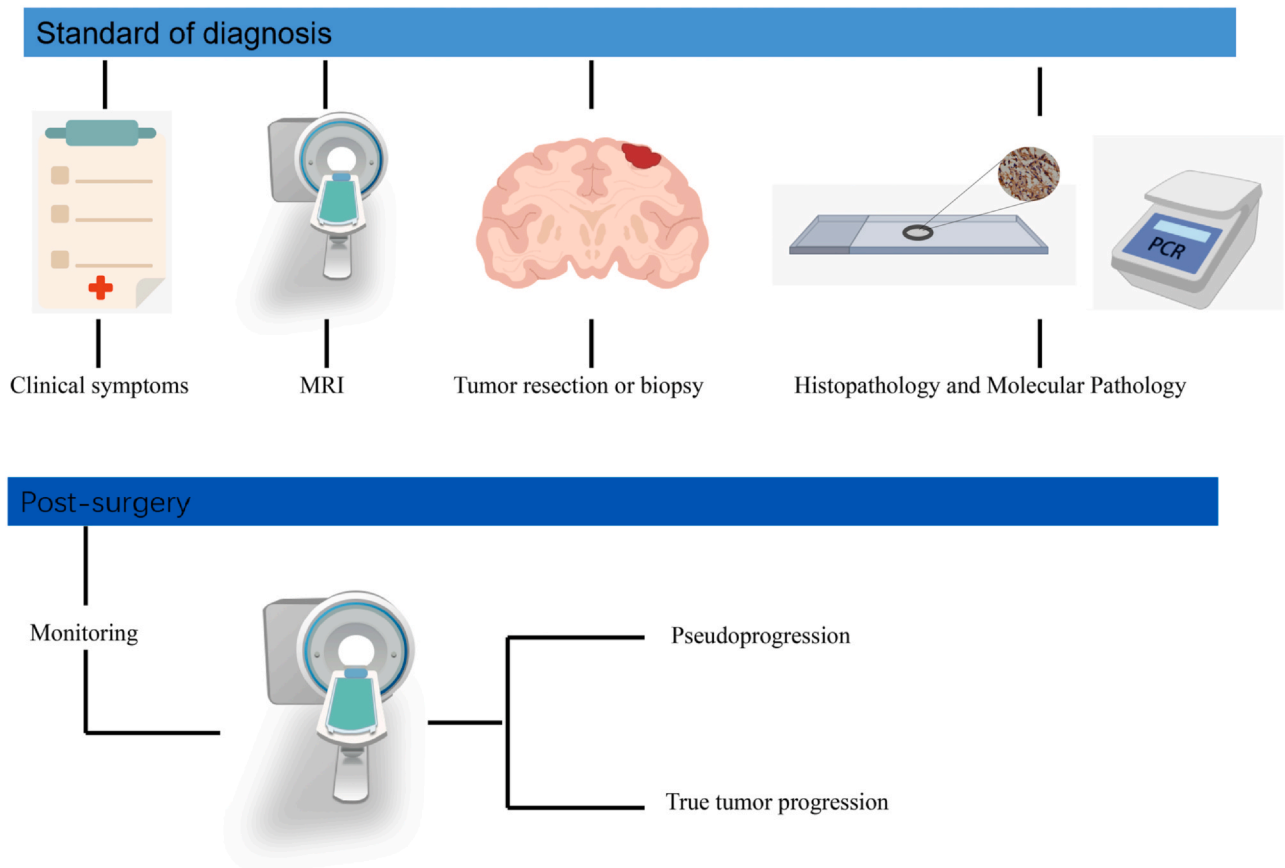 Standard of diagnosis
PCR
Clinical symptoms
MRI
Tumor resection or biopsy
Histopathology and Molecular Pathology
Post-surgery
Monitoring
Pseudoprogression
True tumor progression